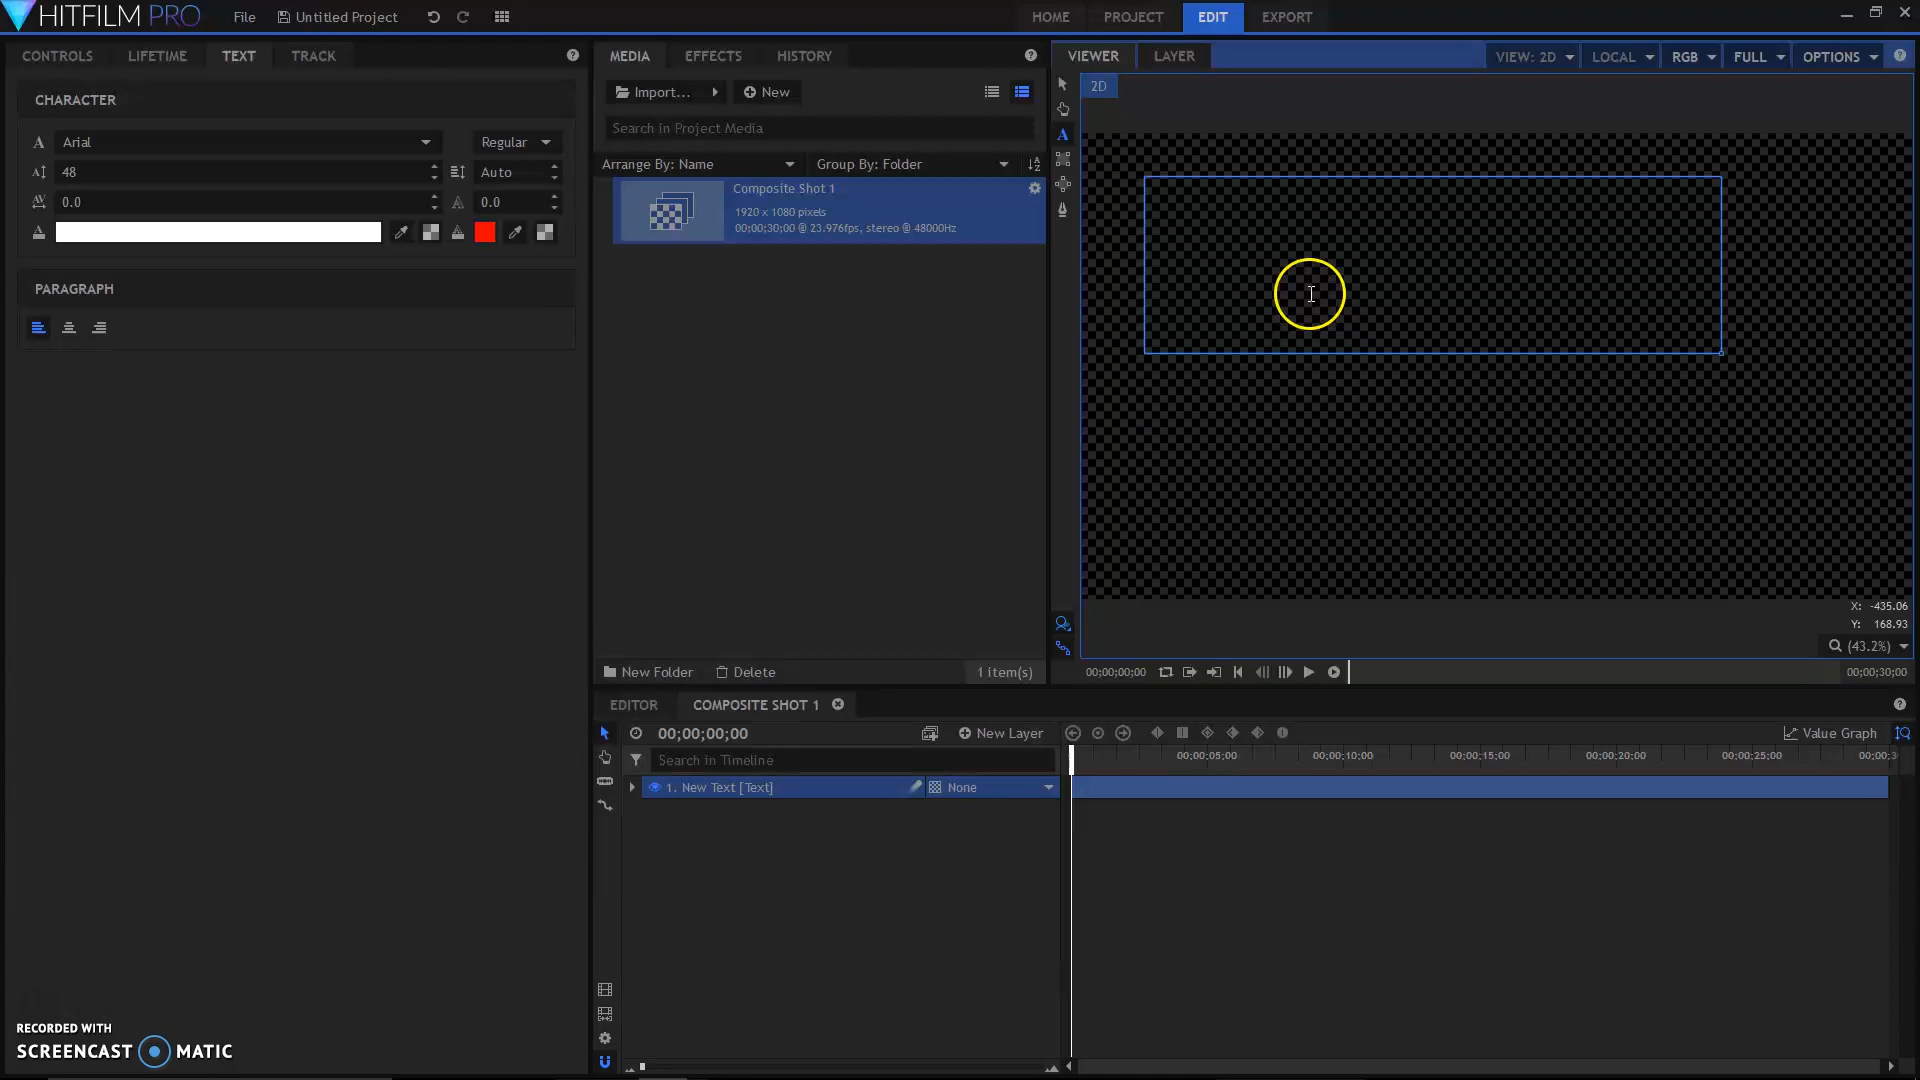 HITFILM PRO File Untitled Project HOME PROJECT EDIT EXPORT
CONTROLS LIFETIME TEXT TRACK
CHARACTER
Arial Regular
48 Auto
0.0 0.0
PARAGRAPH
MEDIA EFFECTS HISTORY
Import... New
Search in Project Media
Arrange By: Name Group By: Folder
Composite Shot 1
1920 x 1080 pixels
00;00;30;00 @ 23.976fps, stereo @ 48000Hz
New Folder Delete 1 item(s)
VIEWER LAYER VIEW: 2D LOCAL RGB FULL OPTIONS
2D
X: -435.06
Y: 168.93
(43.2%)
00;00;00;00 00;00;30;00
EDITOR COMPOSITE SHOT 1
00;00;00;00 New Layer Value Graph
Search in Timeline 00;00;05;00 00;00;10;00 00;00;15;00 00;00;20;00 00;00;25;00
1. New Text [Text] None
RECORDED WITH
SCREENCAST MATIC